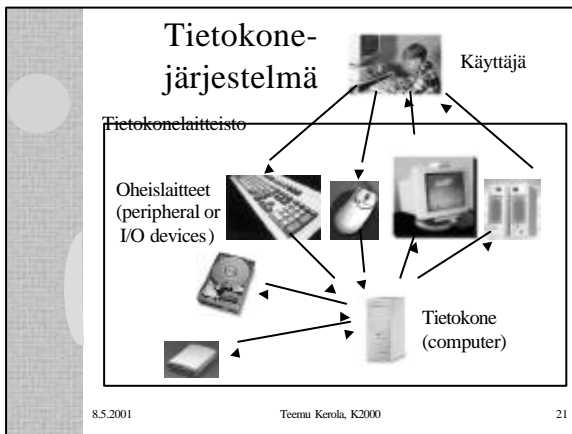 Tietokone-
järjestelmä
Käyttäjä
Tietokonelaitteisto
Oheislaitteet
(peripheral or
I/O devices)
Tietokone
(computer)
8.5.2001
Teemu Kerola, K2000
21